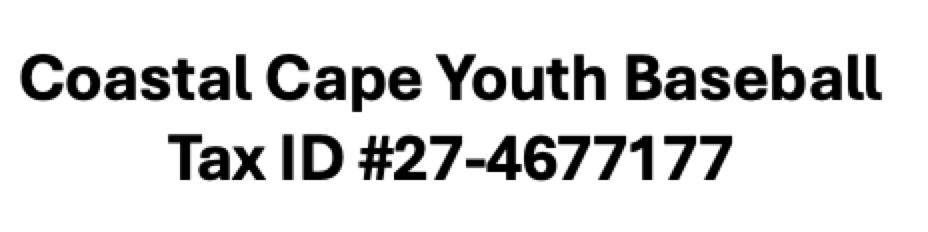 Coastal Cape Youth Baseball
Tax ID #27-4677177